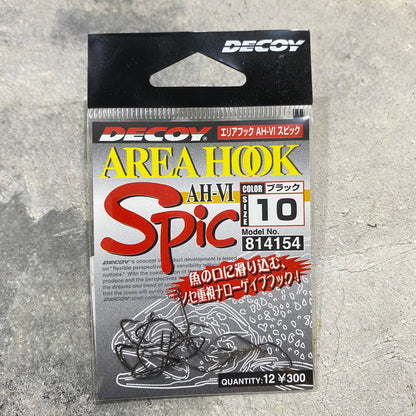 DECOY
DECOY
エリアフック AH-VI スピック
AREA HOOK
AH-VI
Spic
COLOR
ブラック
SIZE
10
Model No.
814154
魚の口に滑り込む、
ノセ重視ナローゲイプフック!
QUANTITY:12 ¥300